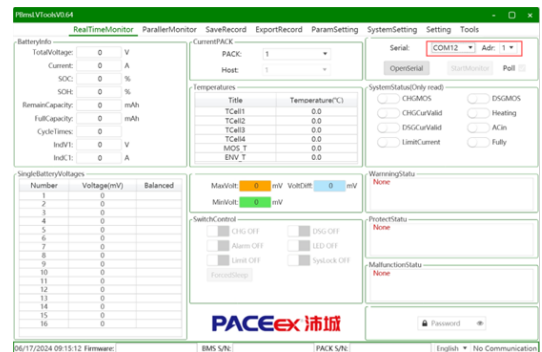 PBmsLVToolsV0.64
RealTimeMonitor ParallerMonitor SaveRecord ExportRecord ParamSetting SystemSetting Setting Tools
BatteryInfo
TotalVoltage: 0 V
Current: 0 A
SOC: 0 %
SOH: 0 %
RemainCapacity: 0 mAh
FullCapacity: 0 mAh
CycleTimes: 0
IndV1: 0 V
IndC1: 0 A
CurrentPACK
PACK: 1
Host: 1
Serial: COM12 Adr: 1
OpenSerial StartMonitor Poll
Temperatures
Title Temperature(°C)
TCell1 0.0
TCell2 0.0
TCell3 0.0
TCell4 0.0
MOS_T 0.0
ENV_T 0.0
SystemStatus(Only read)
CHGMOS DSGMOS
CHGCurValid Heating
DSGCurValid ACin
LimitCurrent Fully
SingleBatteryVoltages
Number Voltage(mV) Balanced
1 0
2 0
3 0
4 0
5 0
6 0
7 0
8 0
9 0
10 0
11 0
12 0
13 0
14 0
15 0
16 0
MaxVolt: 0 mV VoltDiff: 0 mV
MinVolt: 0 mV
SwitchControl
CHG OFF DSG OFF
Alarm OFF LED OFF
Limit OFF SysLock OFF
ForcedSleep
WarnningStatu
None
ProtectStatu
None
MalfunctionStatu
None
PACEEX 沛城
Password
06/17/2024 09:15:12 Firmware: BMS S/N: PACK S/N: English No Communication